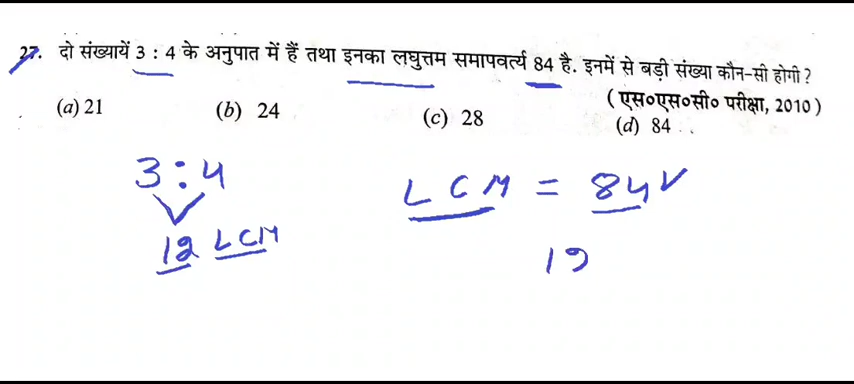 27. दो संख्यायें 3 : 4 के अनुपात में हैं तथा इनका लघुत्तम समापवर्त्य 84 है. इनमें से बड़ी संख्या कौन-सी होगी ?
(एस०एस०सी० परीक्षा, 2010)
(a) 21 (b) 24 (c) 28 (d) 84
3 : 4 LCM = 84
12 LCM 12